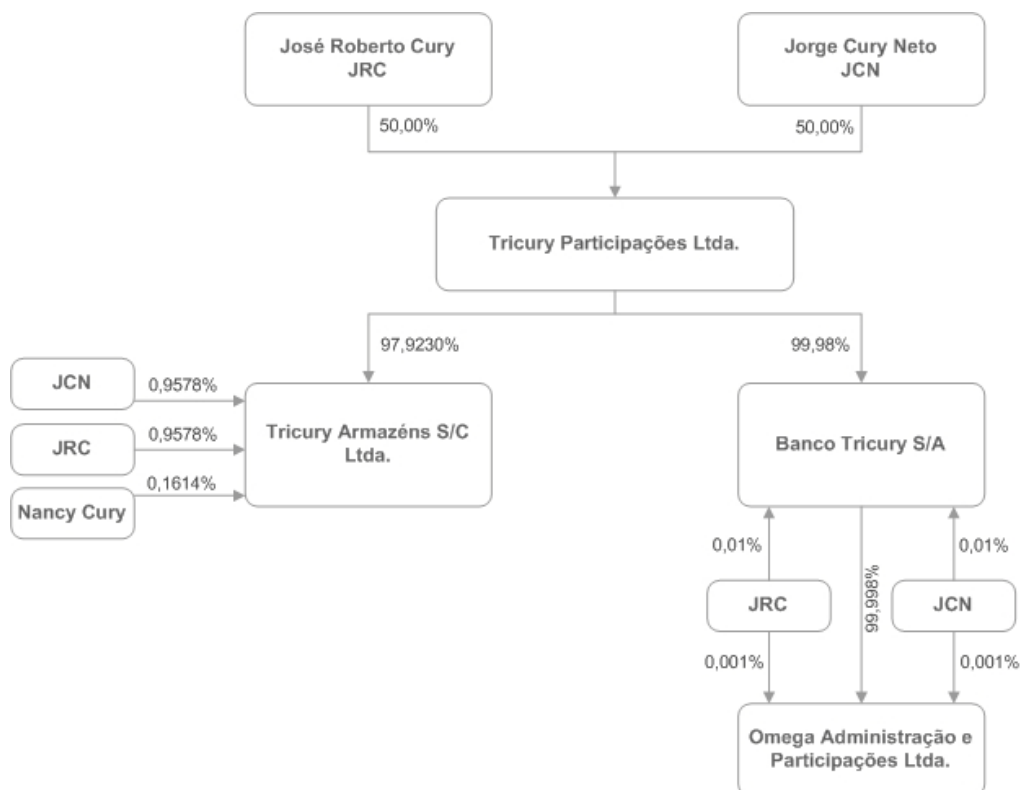 José Roberto Cury
JRC
Jorge Cury Neto
JCN
50,00%
50,00%
Tricury Participações Ltda.
97,9230%
99,98%
JCN
0,9578%
JRC
0,9578%
Nancy Cury
0,1614%
Tricury Armazéns S/C
Ltda.
Banco Tricury S/A
0,01%
0,01%
99,998%
JRC
JCN
0,001%
0,001%
Omega Administração e
Participações Ltda.